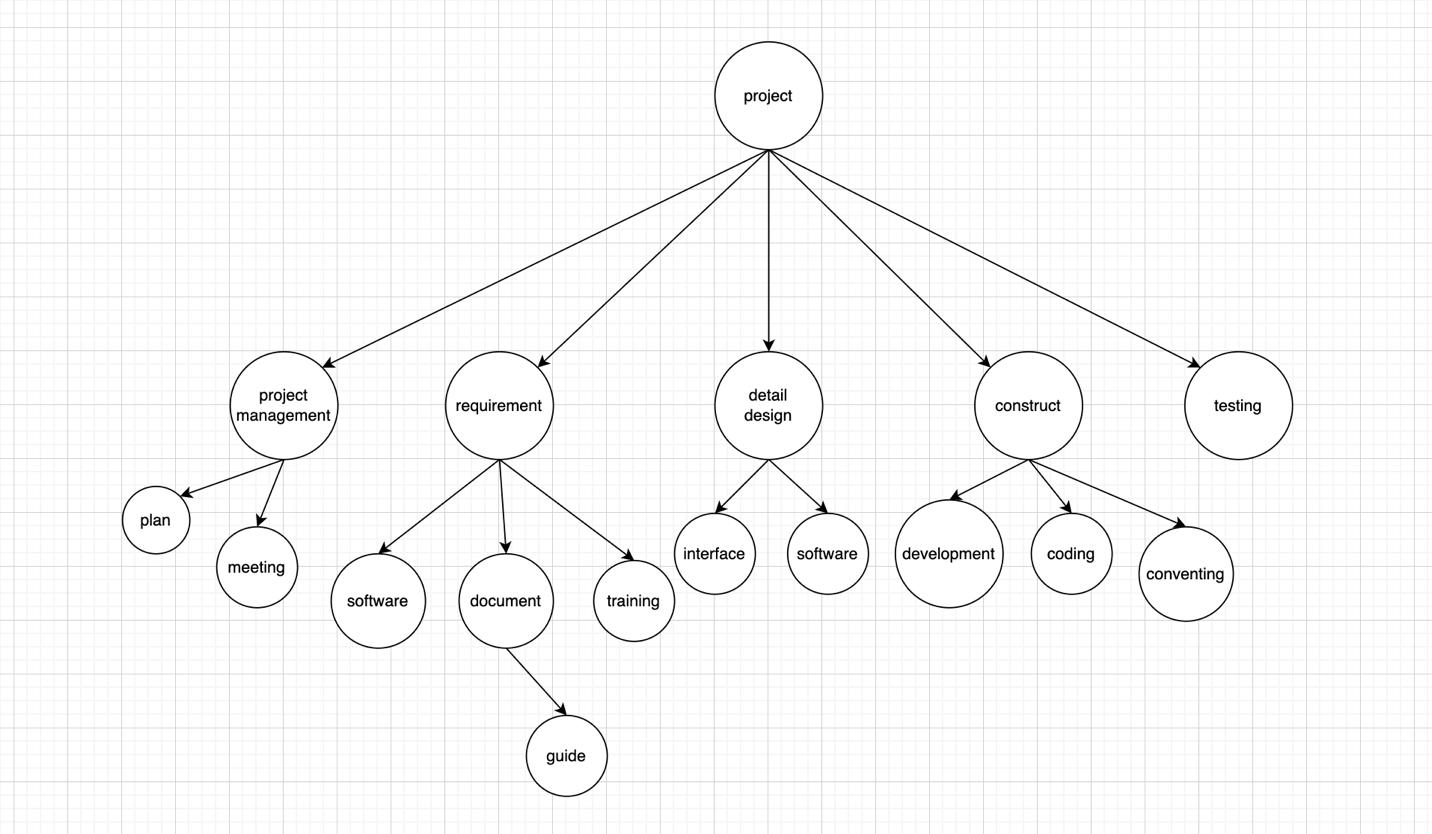 project
project
management
requirement
detail
design
construct
testing
plan
meeting
software
document
training
interface
software
development
coding
conventing
guide